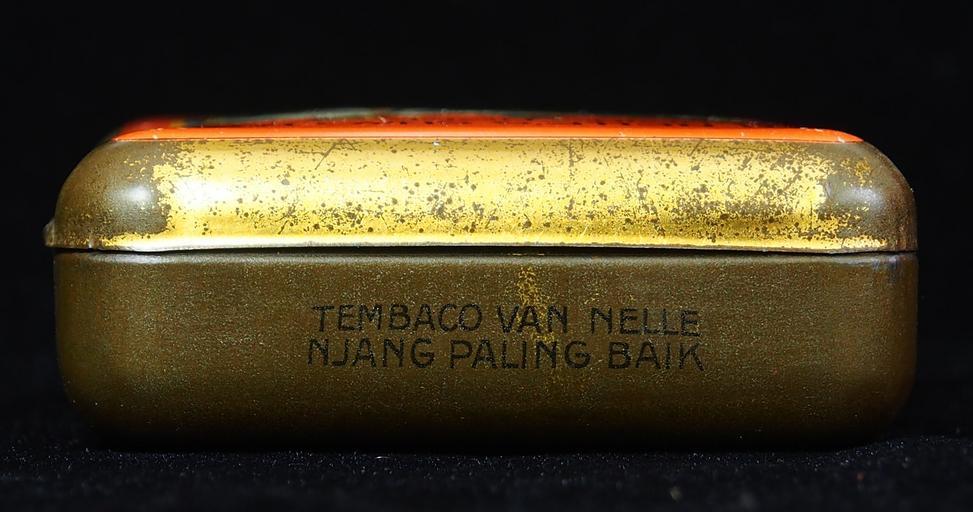 TEMBACO VAN NELLE
NJANG PALING BAIK